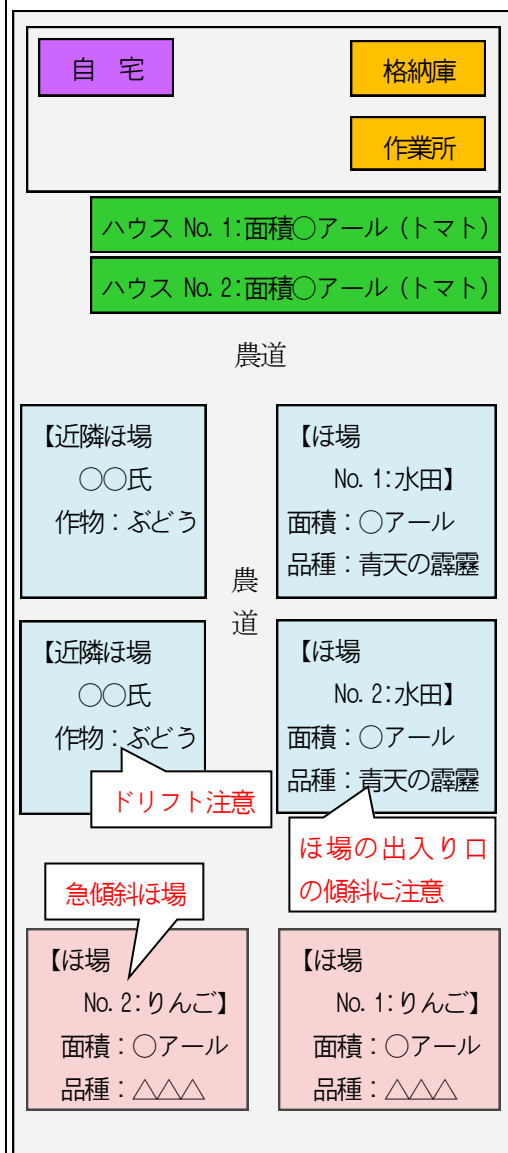 自　宅
格納庫
作業所
ハウス No. 1:面積○アール（トマト）
ハウス No. 2:面積○アール（トマト）
農道
【近隣ほ場
○○氏
作物：ぶどう
【ほ場
No. 1:水田】
面積：○アール
品種：青天の霹靂
農道
【近隣ほ場
○○氏
作物：ぶどう
ドリフト注意
【ほ場
No. 2:水田】
面積：○アール
品種：青天の霹靂
ほ場の出入り口
の傾斜に注意
急傾斜ほ場
【ほ場
No. 2:りんご】
面積：○アール
品種：△△△
【ほ場
No. 1:りんご】
面積：○アール
品種：△△△